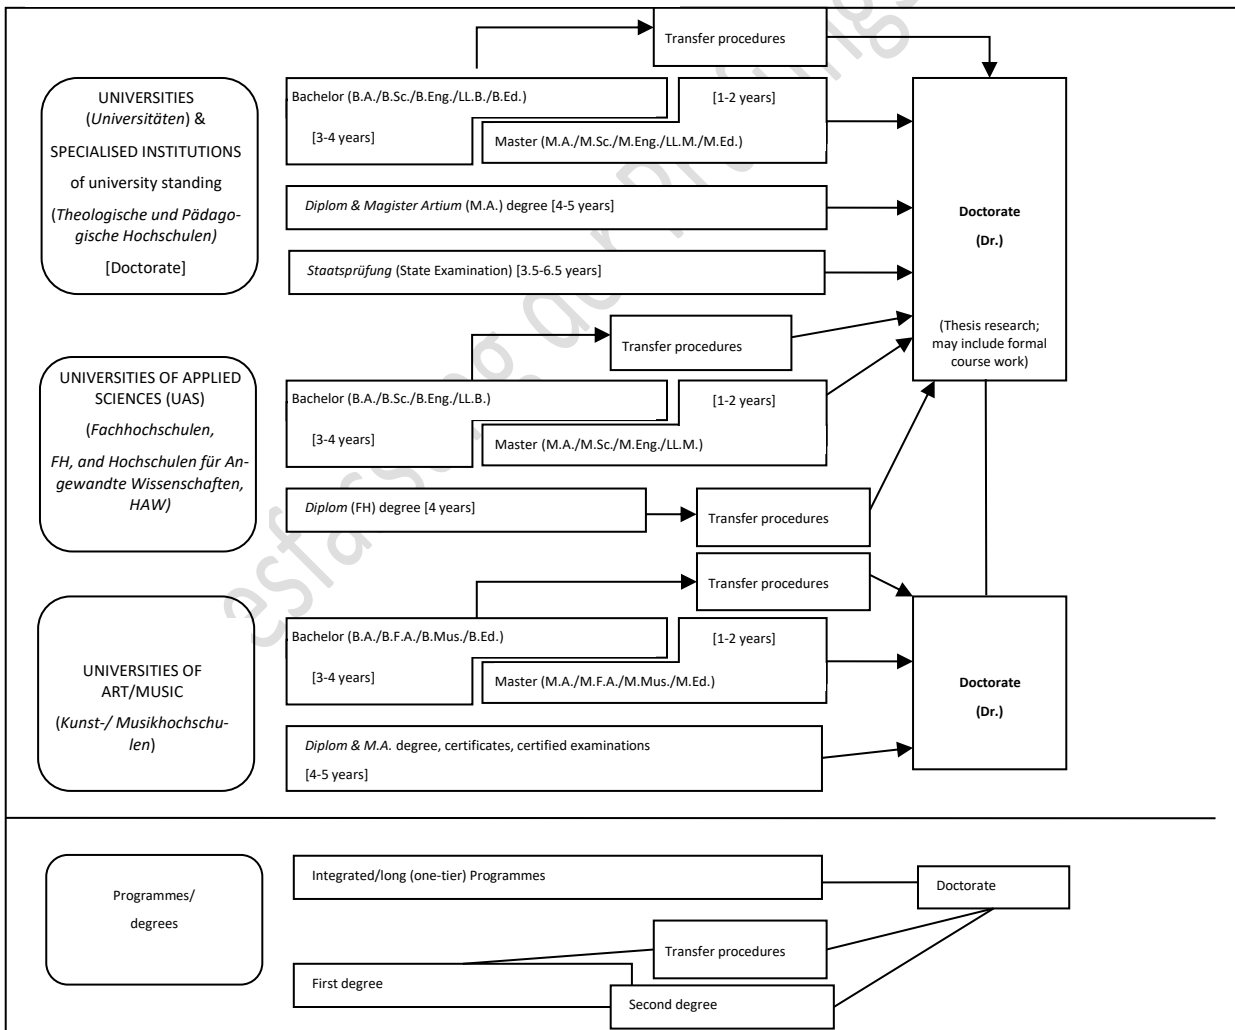 Transfer procedures
UNIVERSITIES
(Universitäten) &
SPECIALISED INSTITUTIONS
of university standing
(Theologische und Pädago-
gische Hochschulen)
[Doctorate]
Bachelor (B.A./B.Sc./B.Eng./LL.B./B.Ed.)
[3-4 years]
[1-2 years]
Master (M.A./M.Sc./M.Eng./LL.M./M.Ed.)
Diplom & Magister Artium (M.A.) degree [4-5 years]
Staatsprüfung (State Examination) [3.5-6.5 years]
Doctorate
(Dr.)
(Thesis research;
may include formal
course work)
Transfer procedures
UNIVERSITIES OF APPLIED
SCIENCES (UAS)
(Fachhochschulen,
FH, and Hochschulen für An-
gewandte Wissenschaften,
HAW)
Bachelor (B.A./B.Sc./B.Eng./LL.B.)
[3-4 years]
[1-2 years]
Master (M.A./M.Sc./M.Eng./LL.M.)
Diplom (FH) degree [4 years]
Transfer procedures
Transfer procedures
UNIVERSITIES OF
ART/MUSIC
(Kunst-/ Musikhochschu-
len)
Bachelor (B.A./B.F.A./B.Mus./B.Ed.)
[3-4 years]
[1-2 years]
Master (M.A./M.F.A./M.Mus./M.Ed.)
Diplom & M.A. degree, certificates, certified examinations
[4-5 years]
Doctorate
(Dr.)
Programmes/
degrees
Integrated/long (one-tier) Programmes
Doctorate
Transfer procedures
First degree
Second degree